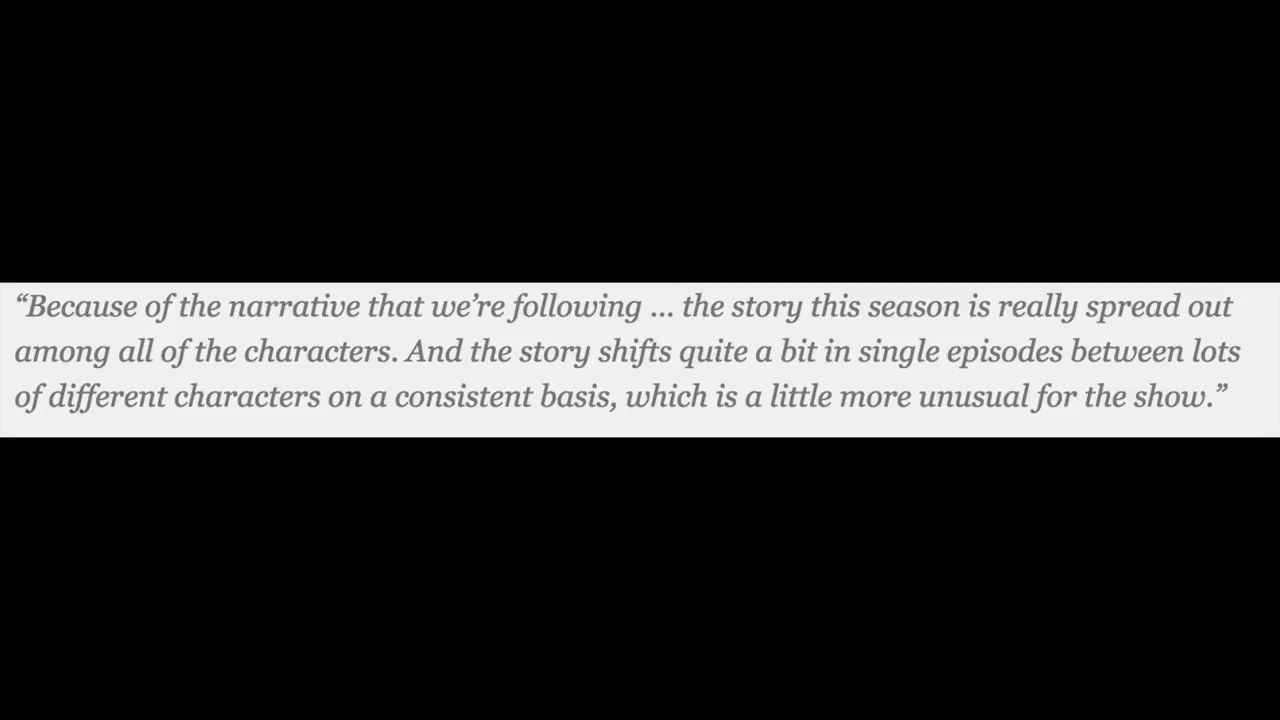 “Because of the narrative that we’re following ... the story this season is really spread out
among all of the characters. And the story shifts quite a bit in single episodes between lots
of different characters on a consistent basis, which is a little more unusual for the show.”